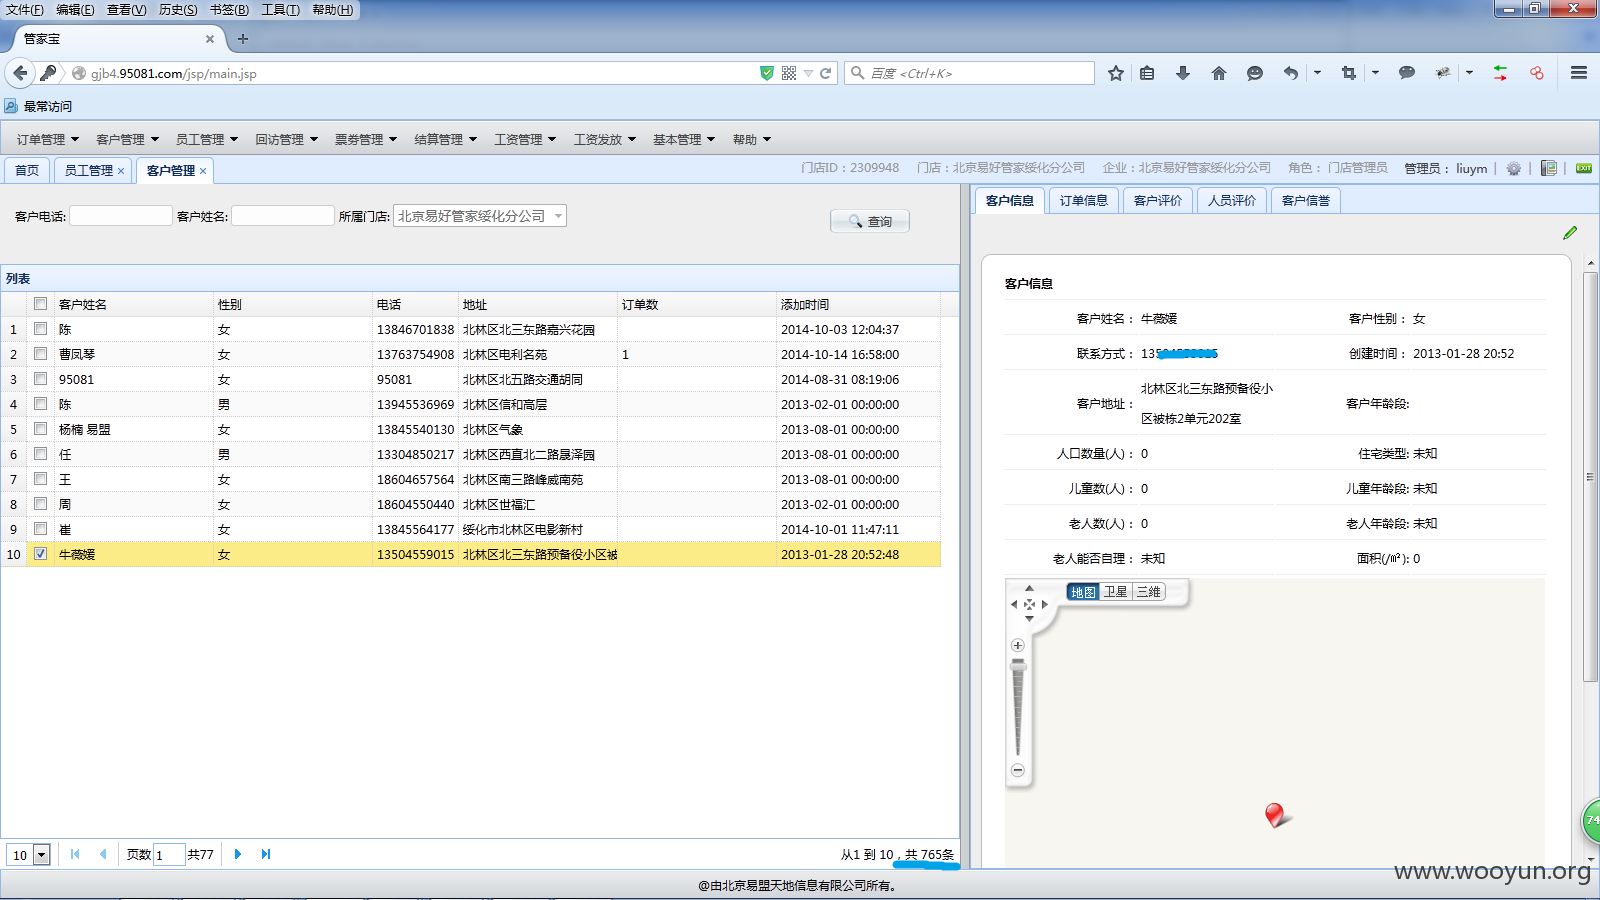 文件(F) 编辑(E) 查看(V) 历史(S) 书签(B) 工具(T) 帮助(H)
管家宝
gjb4.95081.com/jsp/main.jsp 百度 <Ctrl+K>
最常访问
订单管理 客户管理 员工管理 回访管理 票券管理 结算管理 工资管理 工资发放 基本管理 帮助
首页 员工管理 客户管理 门店ID：2309948 门店：北京易好管家绥化分公司 企业：北京易好管家绥化分公司 角色： 门店管理员 管理员： liuym EXIT
客户电话: 客户姓名: 所属门店: 北京易好管家绥化分公司 查询
列表
客户姓名 性别 电话 地址 订单数 添加时间
1 陈 女 13846701838 北林区北三东路嘉兴花园 2014-10-03 12:04:37
2 曹凤琴 女 13763754908 北林区电利名苑 1 2014-10-14 16:58:00
3 95081 女 95081 北林区北五路交通胡同 2014-08-31 08:19:06
4 陈 男 13945536969 北林区信和高层 2013-02-01 00:00:00
5 杨楠 易盟 女 13845540130 北林区气象 2013-08-01 00:00:00
6 任 男 13304850217 北林区西直北二路晟泽园 2013-08-01 00:00:00
7 王 女 18604657564 北林区南三路峰威南苑 2013-08-01 00:00:00
8 周 女 18604550440 北林区世福汇 2013-02-01 00:00:00
9 崔 女 13845564177 绥化市北林区电影新村 2014-10-01 11:47:11
10 牛薇媛 女 13504559015 北林区北三东路预备役小区被 2013-01-28 20:52:48
10 页数 1 共77 从1 到 10，共 765条
客户信息 订单信息 客户评价 人员评价 客户信誉
客户信息
客户姓名： 牛薇媛 客户性别： 女
联系方式： 13 创建时间： 2013-01-28 20:52
客户地址： 北林区北三东路预备役小
区被栋2单元202室 客户年龄段:
人口数量(人)： 0 住宅类型: 未知
儿童数(人)： 0 儿童年龄段: 未知
老人数(人)： 0 老人年龄段: 未知
老人能否自理： 未知 面积(/㎡): 0
地图 卫星 三维
74
@由北京易盟天地信息有限公司所有。
www.wooyun.org